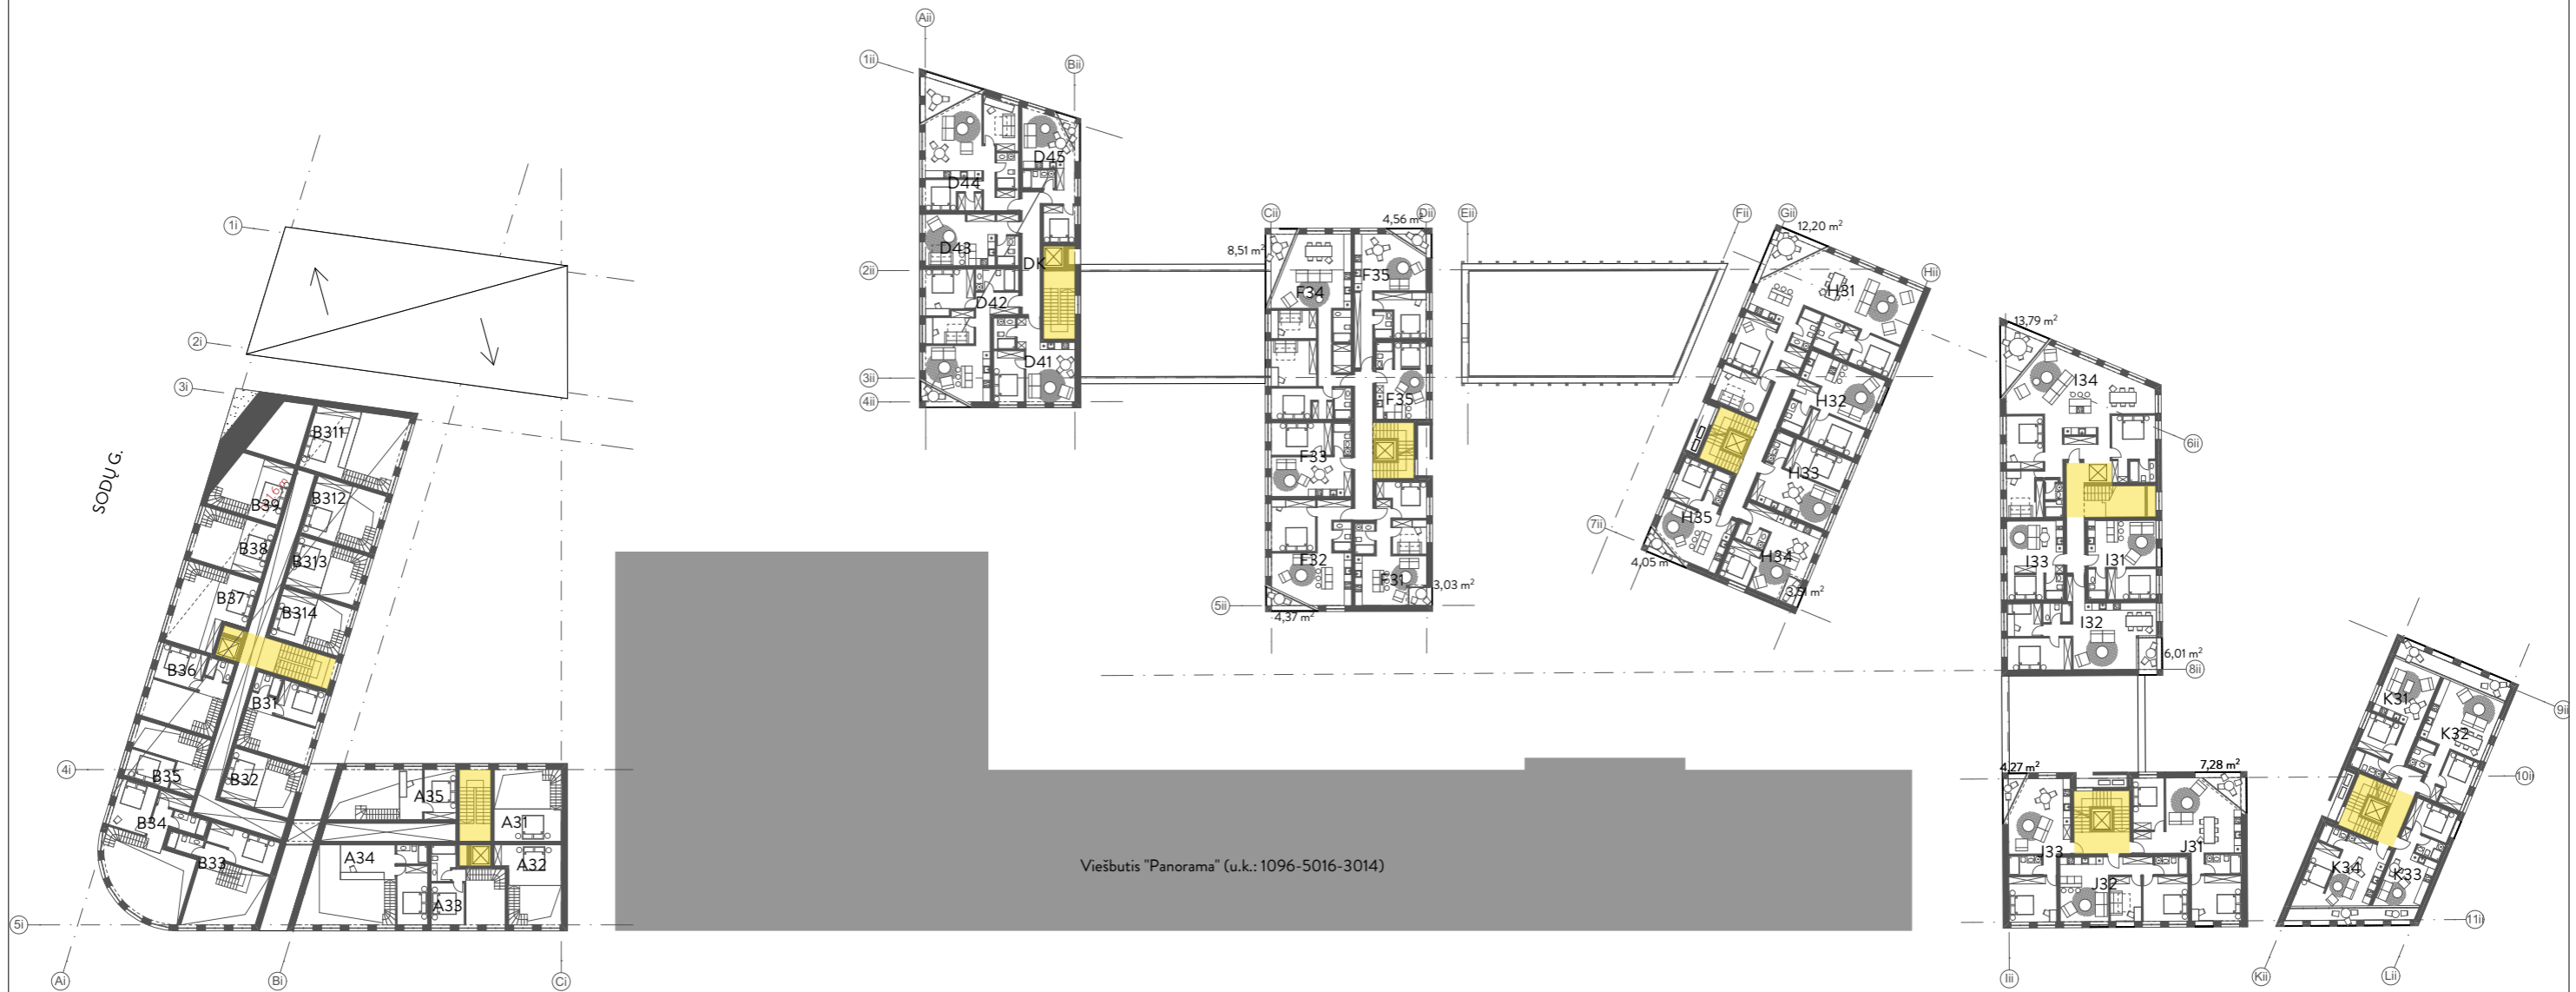 Aii
1ii
Bii
D45
D44
D43
DK
D42
D41
2ii
3ii
4ii
1i
2i
3i
SODŲ G.
B311
B39
B312
B38
B313
B37
B314
B36
B31
B35
B32
B34
B33
4i
5i
Ai
Bi
Ci
A35
A31
A34
A32
A33
Cii
4,56 m²
Dii
8,51 m²
F34
F35
F35
F33
F32
F31
3,03 m²
4,37 m²
5ii
Eii
Fii
Gii
12,20 m²
Hii
H31
H32
H33
H35
H34
7ii
4,05 m²
13,79 m²
I34
6ii
I33
I31
I32
6,01 m²
8ii
4,27 m²
7,28 m²
J33
J31
J32
Iii
K31
K32
K34
K33
9ii
10ii
11ii
Kii
Lii
Viešbutis "Panorama" (u.k.: 1096-5016-3014)